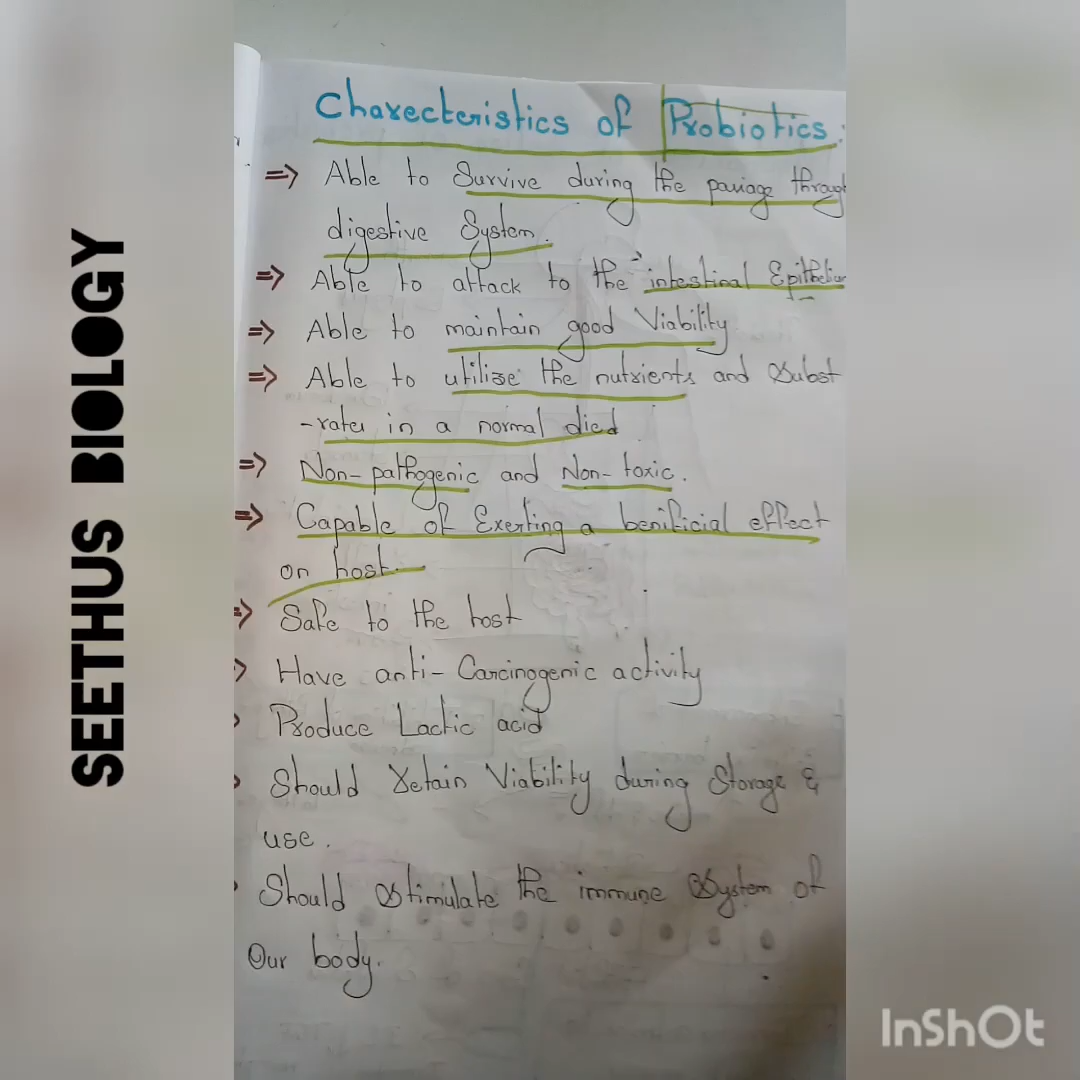 SEETHUS BIOLOGY
Charecteristics of Probiotics:
=> Able to Survive during the passage through
digestive System.
=> Able to attack to the intestinal Epithelium
=> Able to maintain good Viability
=> Able to utilise the nutrients and Subst
-rates in a normal died
=> Non-pathogenic and Non-toxic.
=> Capable of Exerting a benificial effect
on host.
=> Safe to the host
Have anti-Carcinogenic activity
Produce Lactic acid
Should retain Viability during Storage &
use.
Should Stimulate the immune System of
Our body.
InShOt